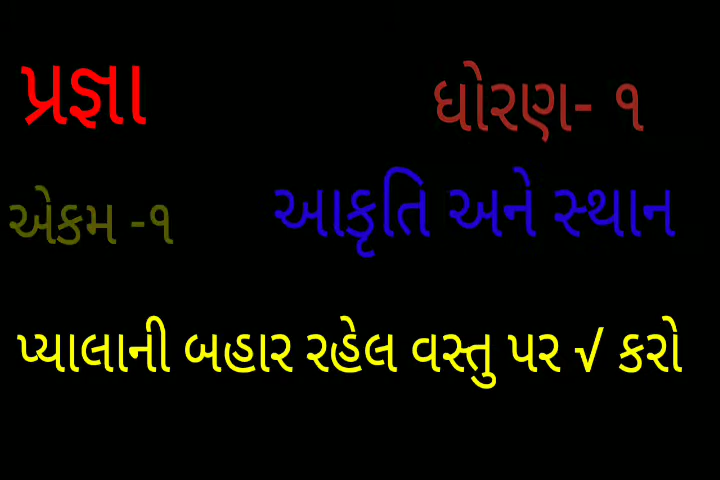 પ્રજ્ઞા ધોરણ- ૧
એકમ -૧ આકૃતિ અને સ્થાન
પ્યાલાની બહાર રહેલ વસ્તુ પર √ કરો